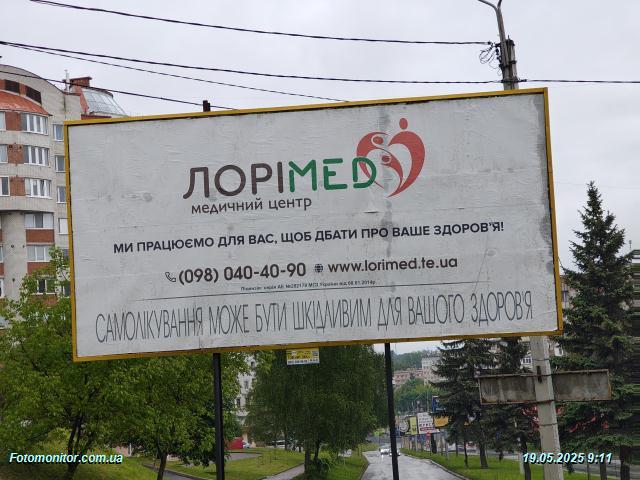 ЛОРІMED
медичний центр
МИ ПРАЦЮЄМО ДЛЯ ВАС, ЩОБ ДБАТИ ПРО ВАШЕ ЗДОРОВ'Я!
(098) 040-40-90 www.lorimed.te.ua
САМОЛІКУВАННЯ МОЖЕ БУТИ ШКІДЛИВИМ ДЛЯ ВАШОГО ЗДОРОВ'Я
Fotomonitor.com.ua
19.05.2025 9:11